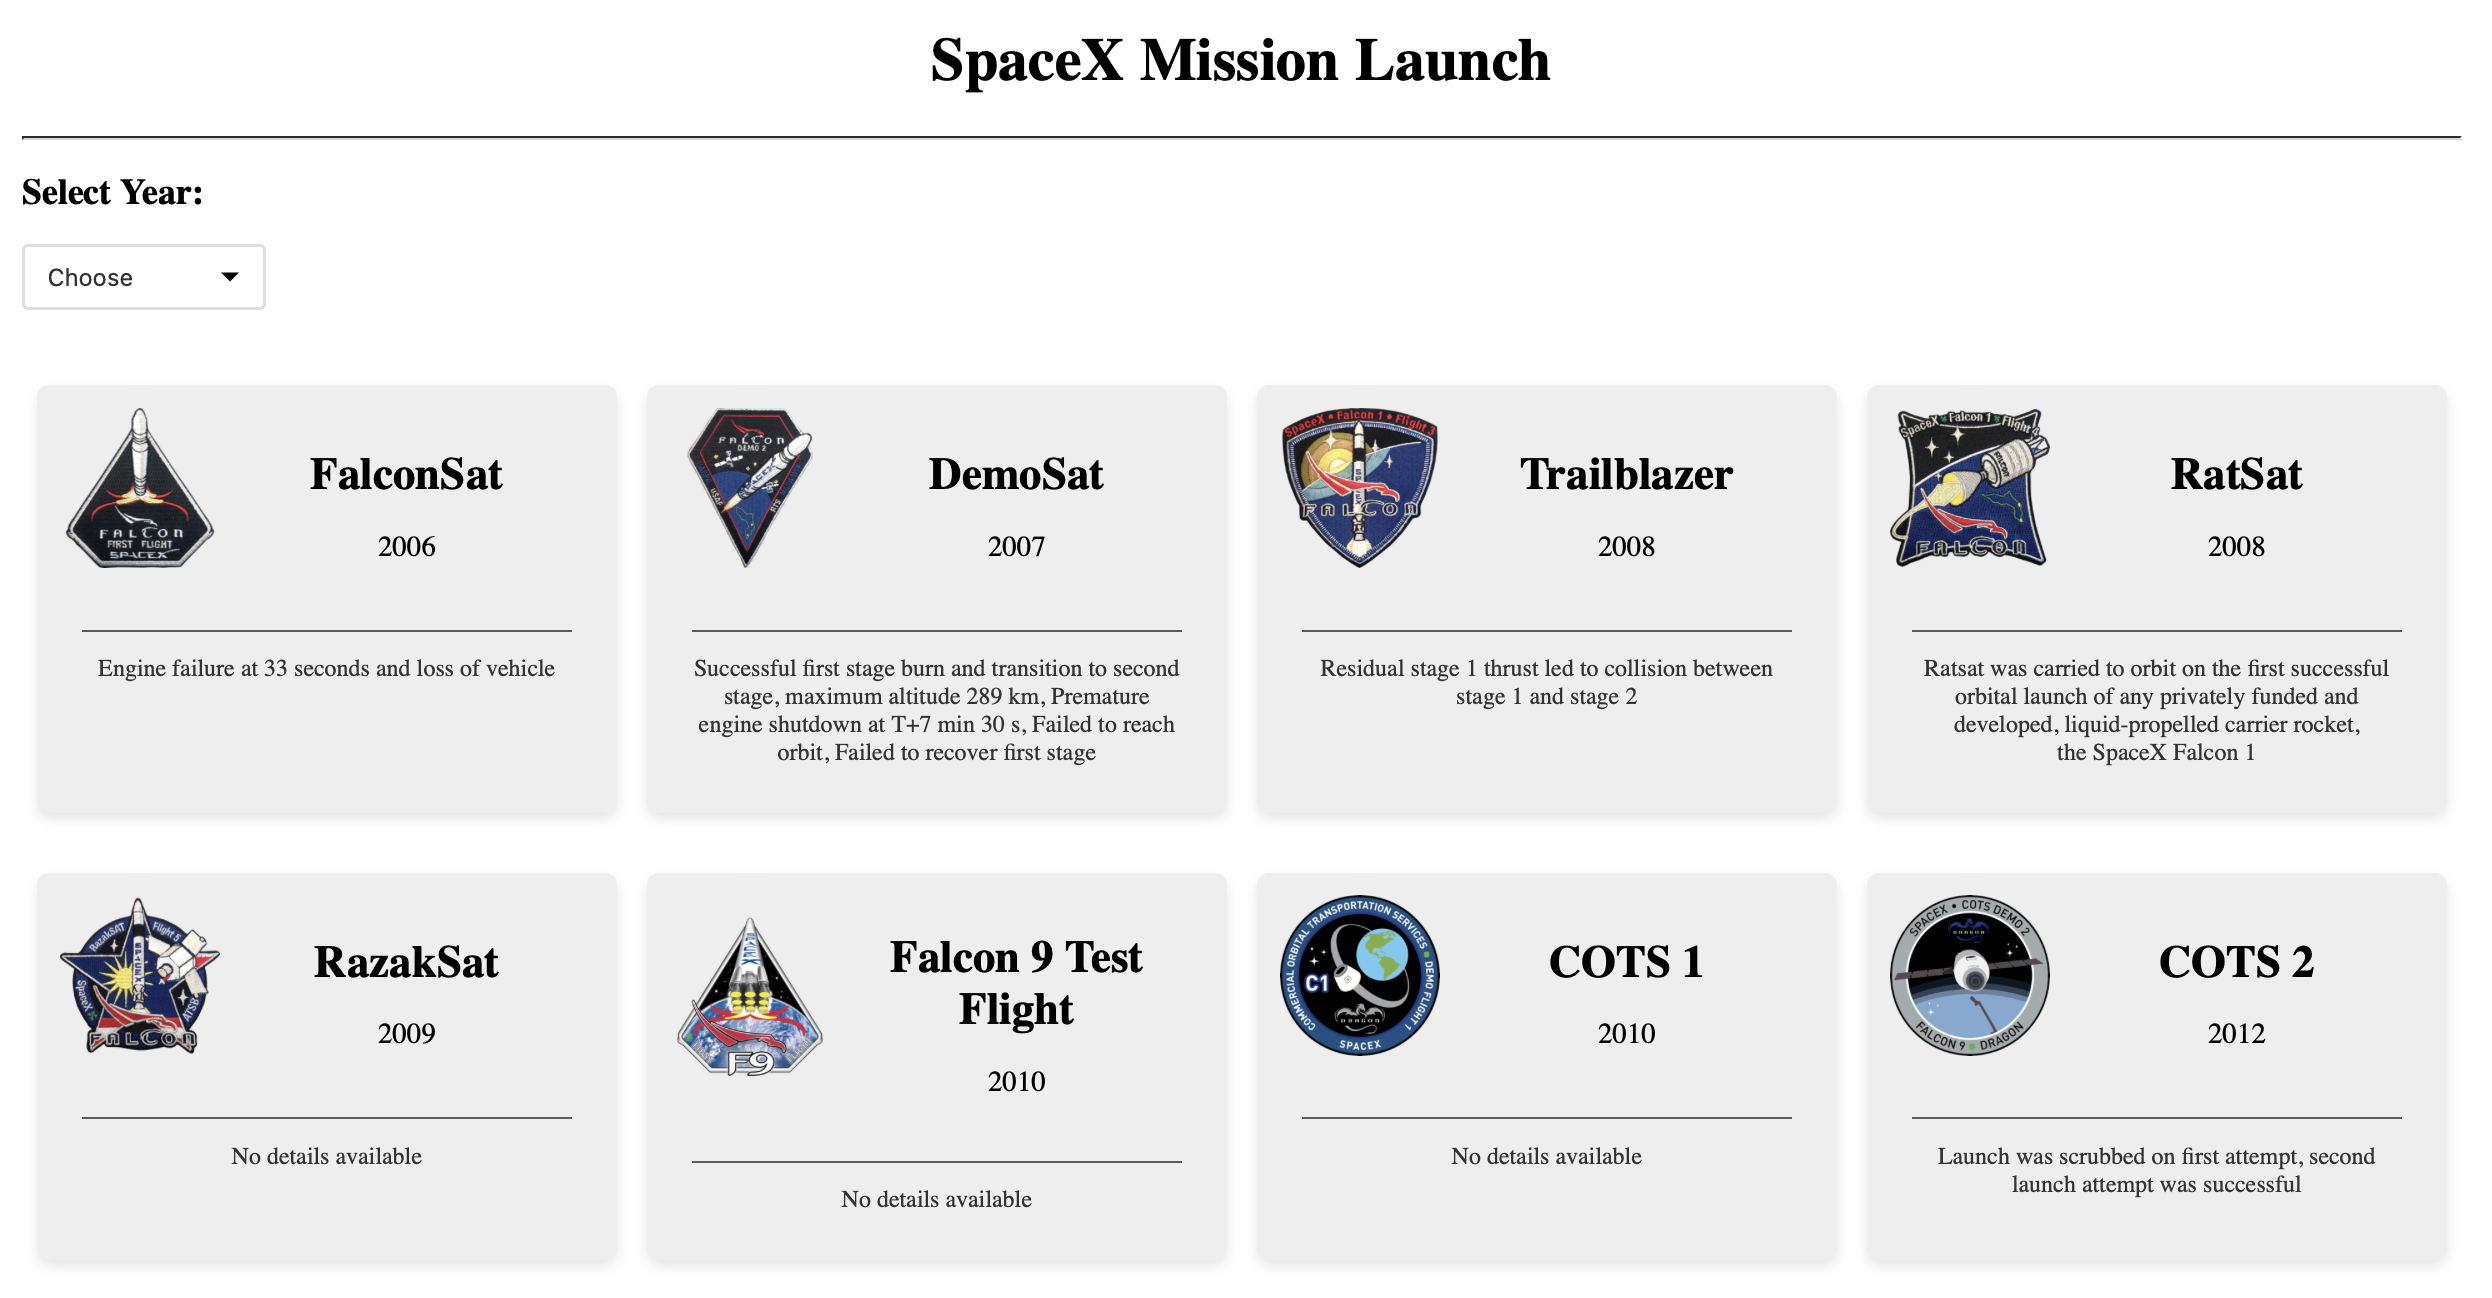 SpaceX Mission Launch
Select Year:
Choose
FALCON
FIRST FLIGHT
SPACEX
FalconSat
2006
Engine failure at 33 seconds and loss of vehicle
FALCON
DEMO 2
DemoSat
2007
Successful first stage burn and transition to second
stage, maximum altitude 289 km, Premature
engine shutdown at T+7 min 30 s, Failed to reach
orbit, Failed to recover first stage
SpaceX • Falcon 1 • Flight 3
FALCON
Trailblazer
2008
Residual stage 1 thrust led to collision between
stage 1 and stage 2
SpaceX Falcon 1 Flight 4
FALCON
RatSat
2008
Ratsat was carried to orbit on the first successful
orbital launch of any privately funded and
developed, liquid-propelled carrier rocket,
the SpaceX Falcon 1
RazakSAT Flight 5
SpaceX
ATSB
FALCON
RazakSat
2009
No details available
F9
Falcon 9 Test
Flight
2010
No details available
COMMERCIAL ORBITAL TRANSPORTATION SERVICES • DEMO FLIGHT 1
C1
DRAGON
SPACEX
COTS 1
2010
No details available
SPACEX • COTS DEMO 2
DRAGON
FALCON 9 • DRAGON
COTS 2
2012
Launch was scrubbed on first attempt, second
launch attempt was successful